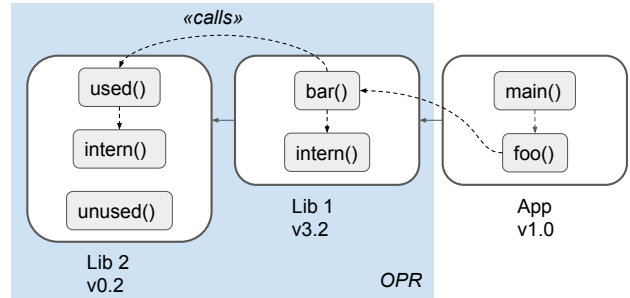 «calls»
used()
intern()
unused()
Lib 2
v0.2
bar()
intern()
Lib 1
v3.2
OPR
main()
foo()
App
v1.0